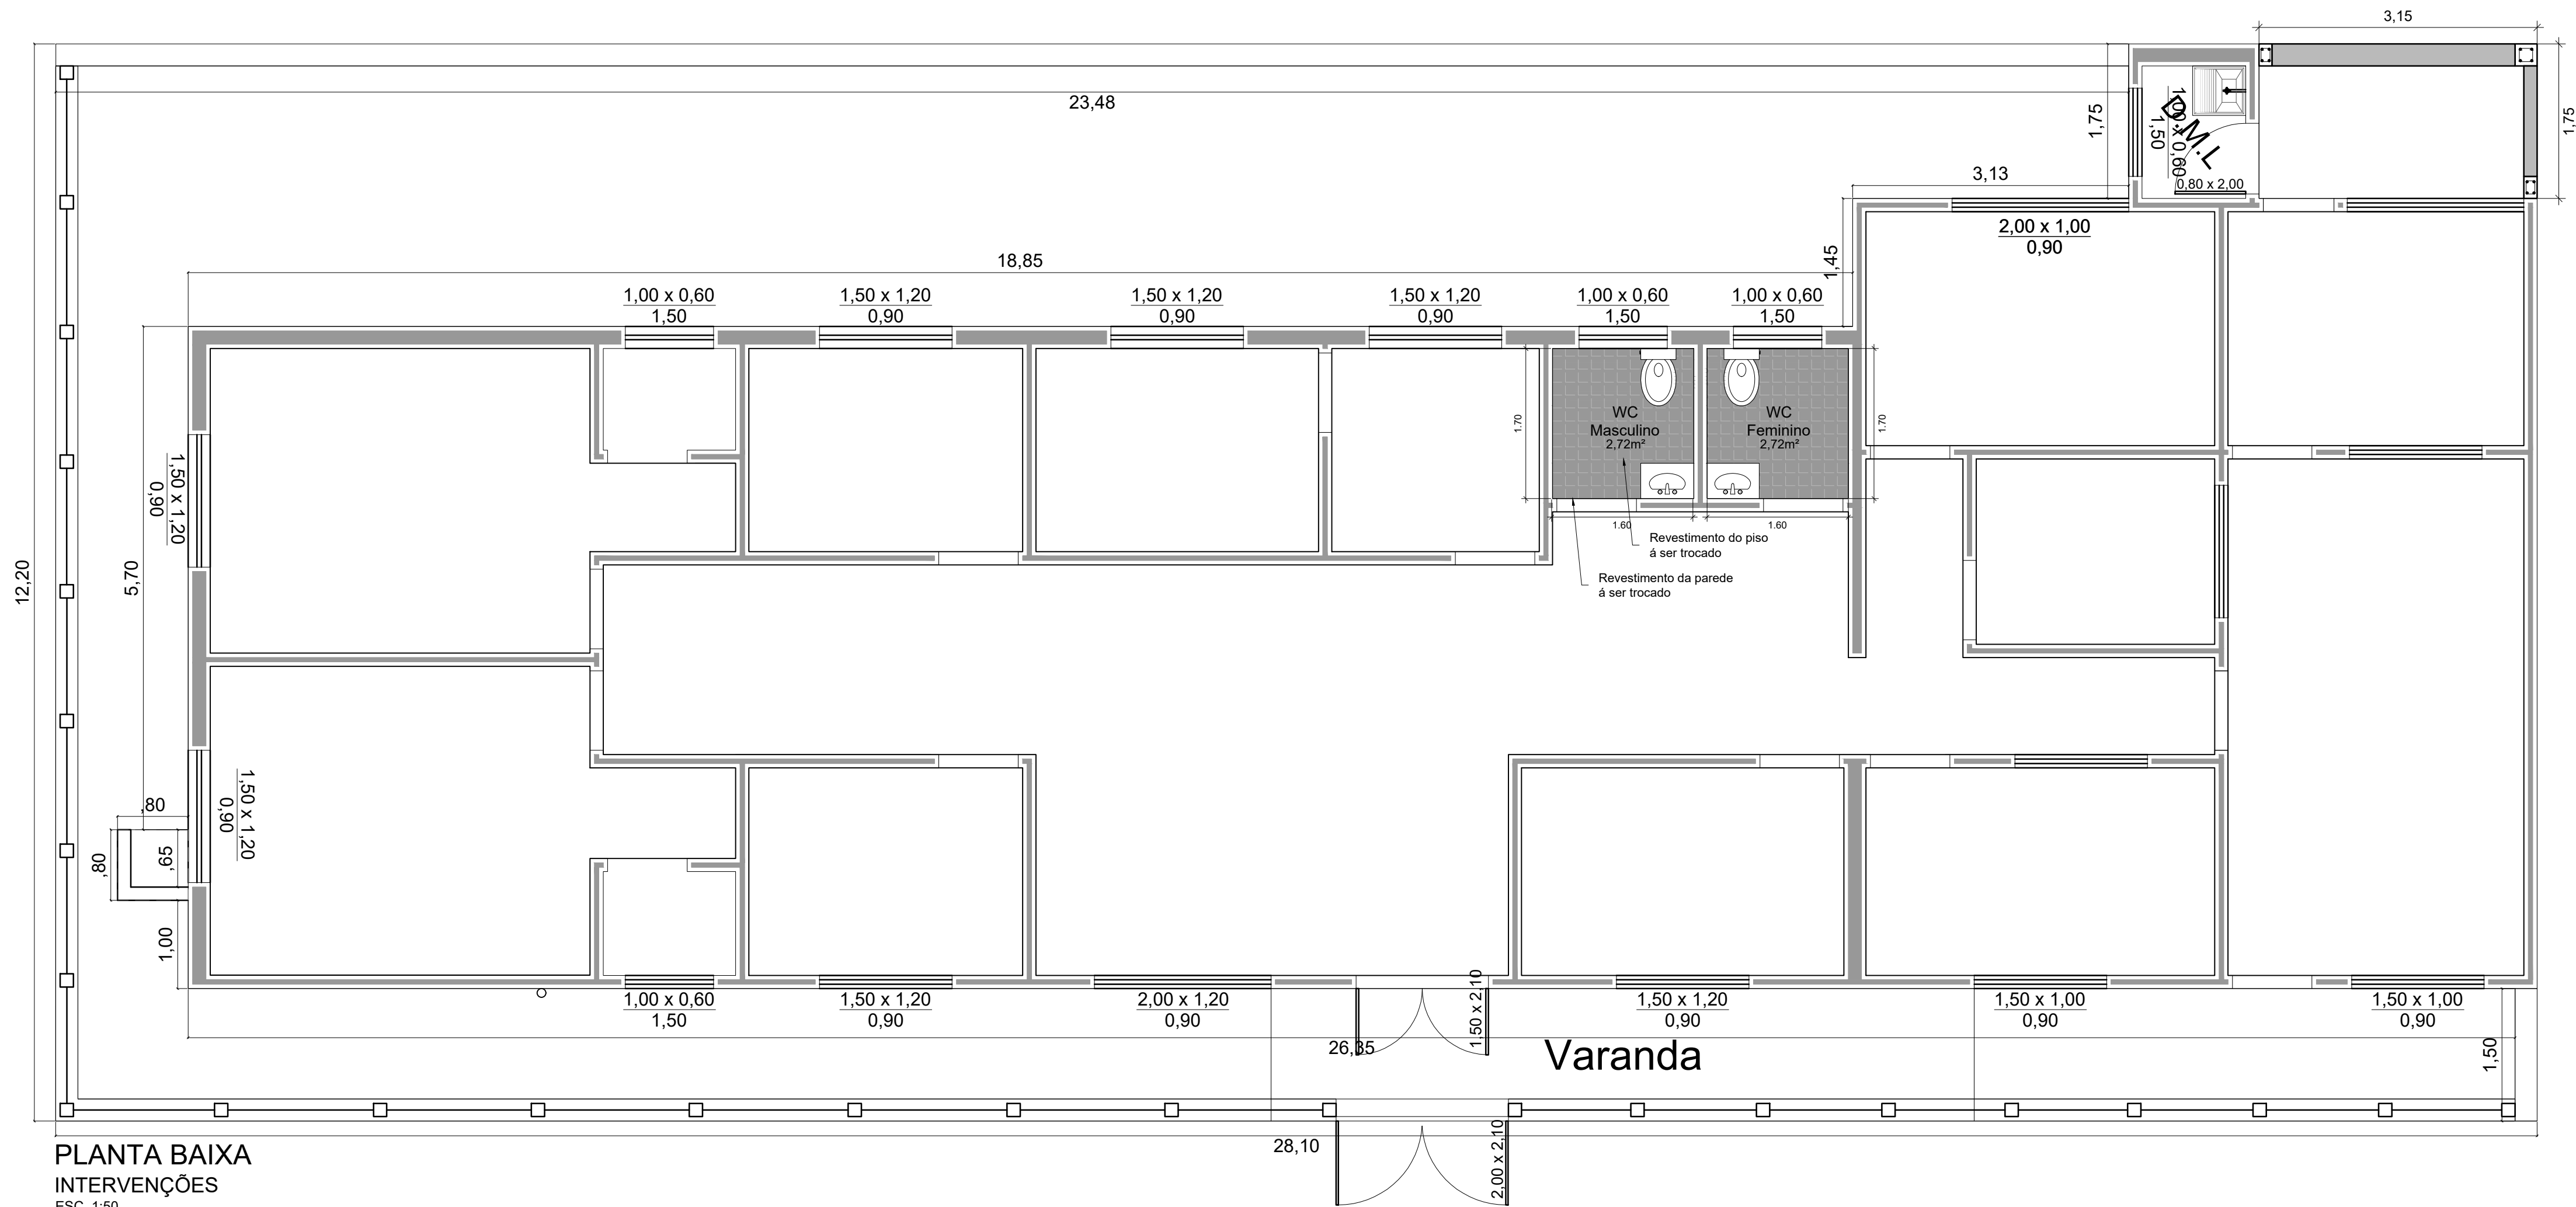 3,15
23,48
1,75
1,75
1,00 x 0,60
1,50
D.M.L
0,80 x 2,00
3,13
2,00 x 1,00
0,90
1,45
18,85
1,00 x 0,60
1,50
1,50 x 1,20
0,90
1,50 x 1,20
0,90
1,50 x 1,20
0,90
1,00 x 0,60
1,50
1,00 x 0,60
1,50
1.70
WC
Masculino
2,72m²
WC
Feminino
2,72m²
1.70
1,50 x 1,20
0,90
1.60
1.60
Revestimento do piso
á ser trocado
Revestimento da parede
á ser trocado
12,20
5,70
1,50 x 1,20
0,90
,80
,80
,65
1,00
1,00 x 0,60
1,50
1,50 x 1,20
0,90
2,00 x 1,20
0,90
1,50 x 2,10
1,50 x 1,20
0,90
1,50 x 1,00
0,90
1,50 x 1,00
0,90
26,35
Varanda
1,50
28,10
2,00 x 2,10
PLANTA BAIXA
INTERVENÇÕES
ESC. 1:50